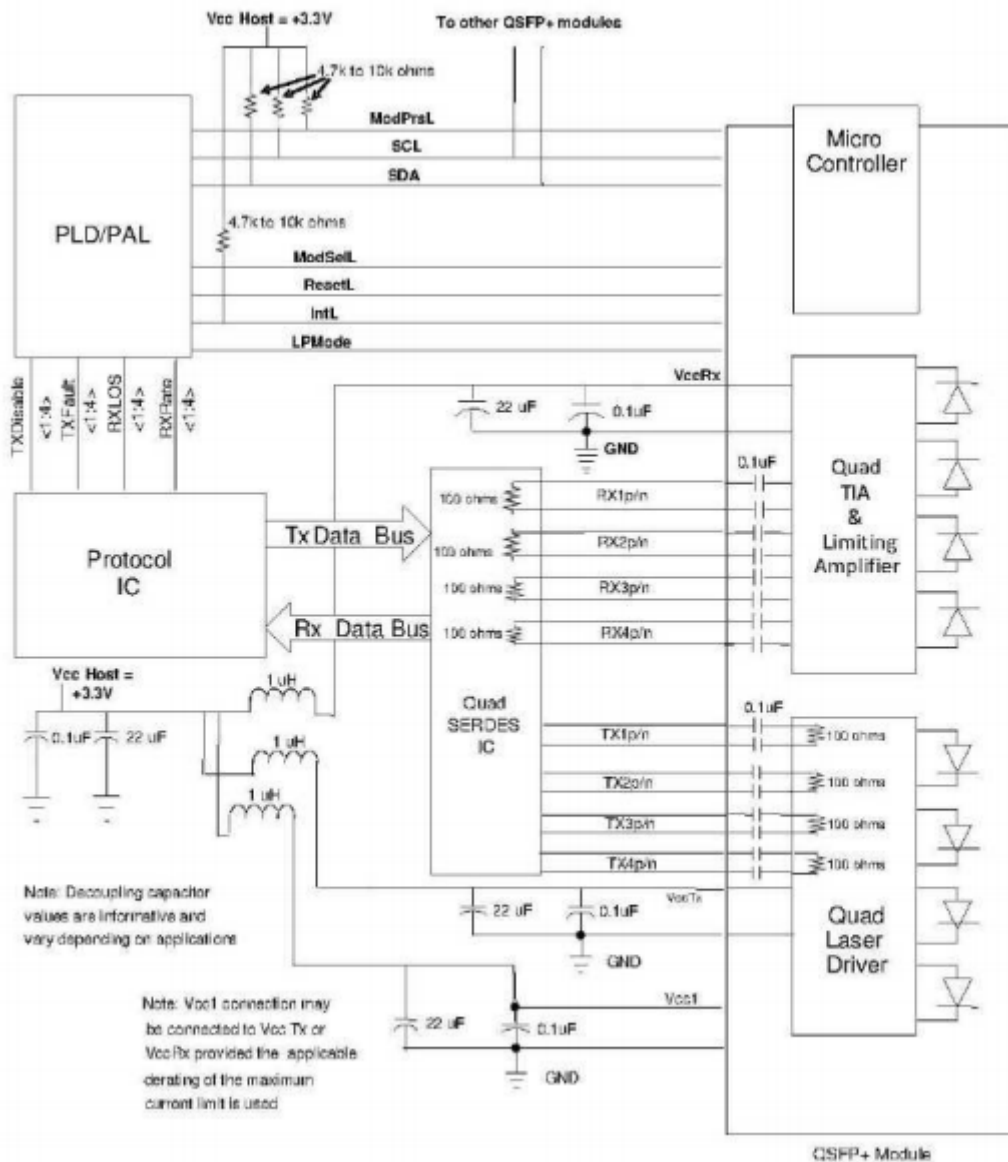 Vcc Host = +3.3V
To other QSFP+ modules
4.7k to 10k ohms
ModPrsL
SCL
SDA
Micro
Controller
PLD/PAL
4.7k to 10k ohms
ModSelL
ResetL
IntL
LPMode
TXDisable
<1:4>
TXFault
<1:4>
RXLOS
<1:4>
RXRate
<1:4>
VccRx
22 uF
0.1uF
GND
0.1uF
Quad
TIA
&
Limiting
Amplifier
100 ohms
RX1p/n
100 ohms
RX2p/n
100 ohms
RX3p/n
100 ohms
RX4p/n
Tx Data Bus
Protocol
IC
Rx Data Bus
Vcc Host =
+3.3V
0.1uF
22 uF
1 uH
1 uH
1 uH
Quad
SERDES
IC
0.1uF
TX1p/n
100 ohms
TX2p/n
100 ohms
TX3p/n
100 ohms
TX4p/n
100 ohms
VccTx
22 uF
0.1uF
GND
Quad
Laser
Driver
Note: Decoupling capacitor
values are informative and
vary depending on applications
Vcc1
22 uF
0.1uF
GND
Note: Vcc1 connection may
be connected to Vcc Tx or
Vcc Rx provided the applicable
derating of the maximum
current limit is used
QSFP+ Module